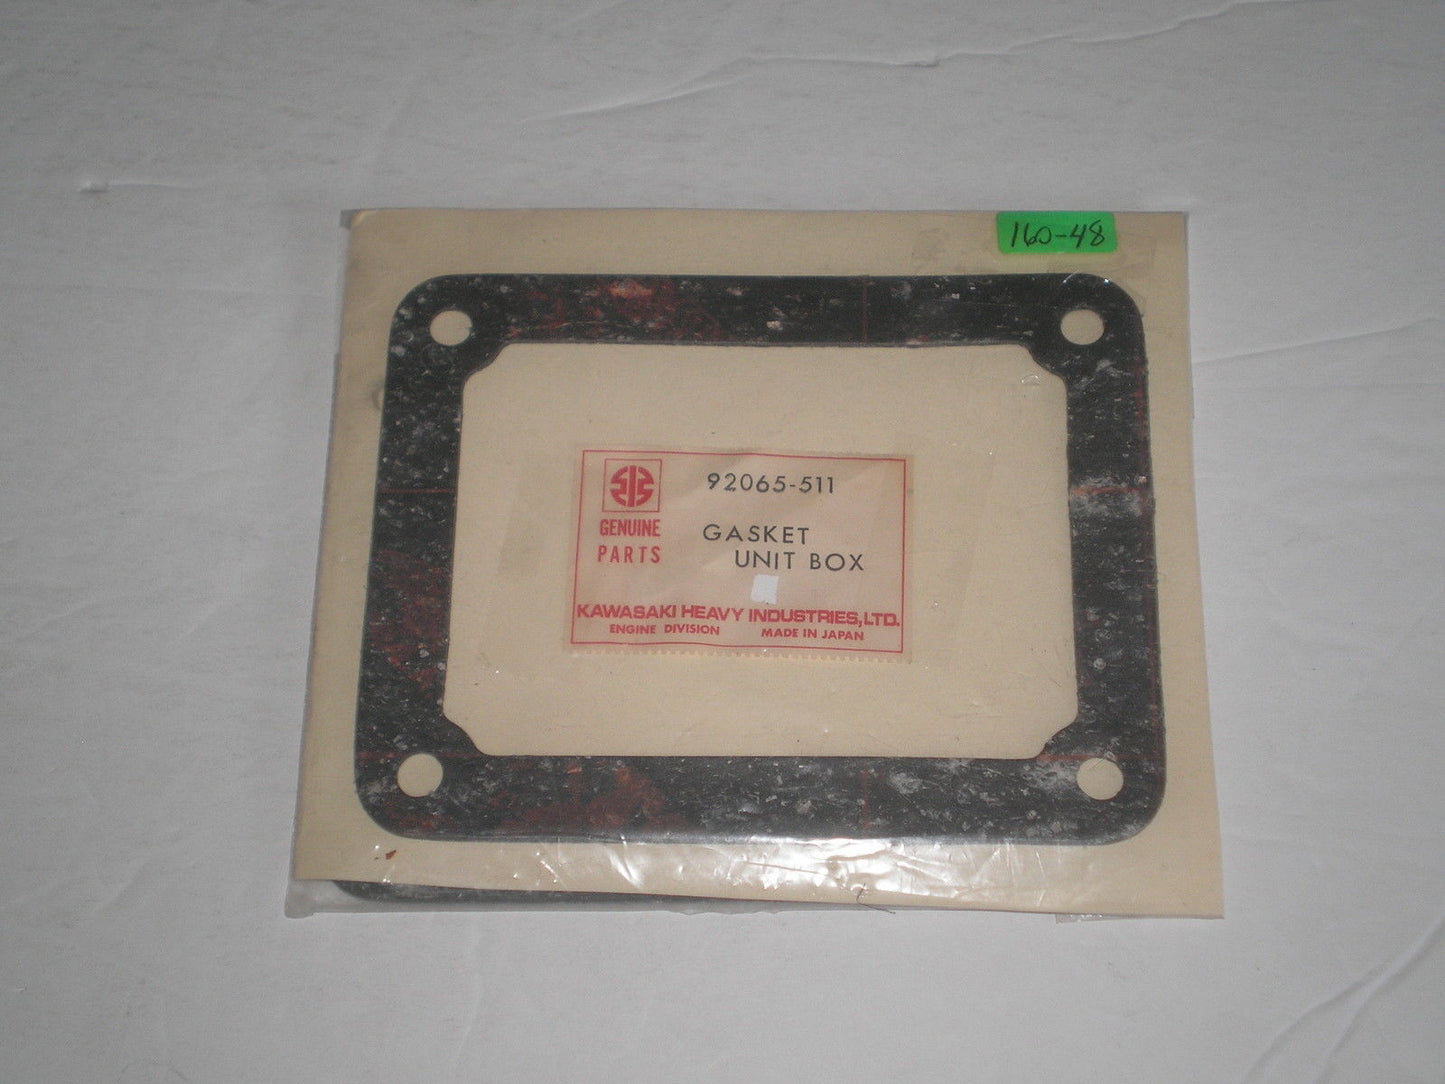 160-48
92065-511
GENUINE
PARTS
GASKET
UNIT BOX
KAWASAKI HEAVY INDUSTRIES,LTD.
ENGINE DIVISION MADE IN JAPAN